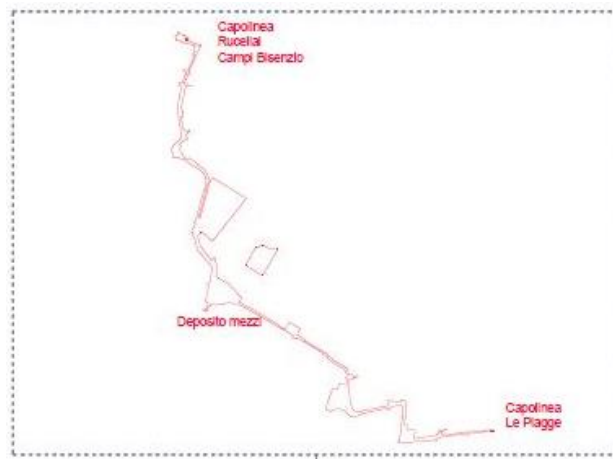 Capolinea
Rucellai
Campi Bisenzio
Deposito mezzi
Capolinea
Le Piagge